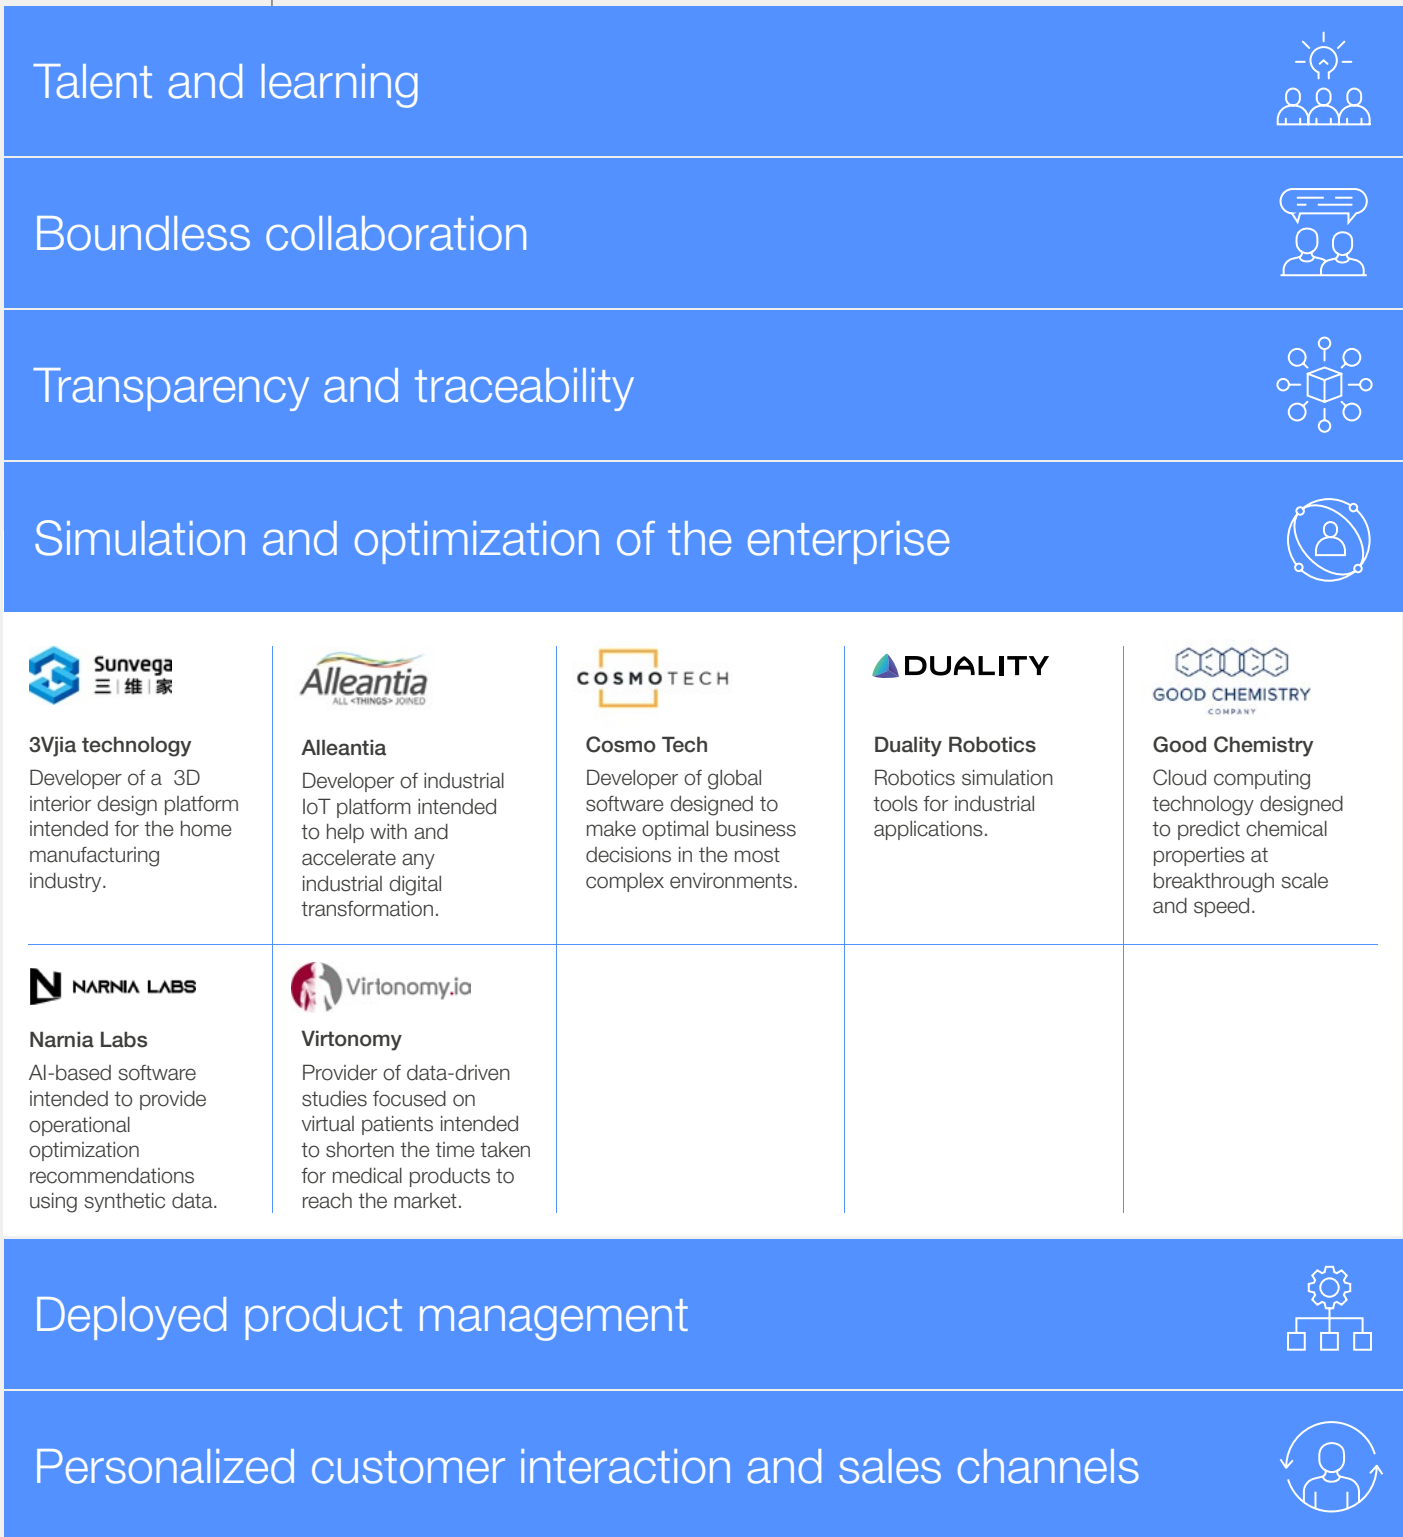 Talent and learning
Boundless collaboration
Transparency and traceability
Simulation and optimization of the enterprise
Sunvega
三|维|家
3Vjia technology
Developer of a 3D
interior design platform
intended for the home
manufacturing
industry.
Alleantia
ALL <THINGS> JOINED
Alleantia
Developer of industrial
IoT platform intended
to help with and
accelerate any
industrial digital
transformation.
COSMOTECH
Cosmo Tech
Developer of global
software designed to
make optimal business
decisions in the most
complex environments.
DUALITY
Duality Robotics
Robotics simulation
tools for industrial
applications.
GOOD CHEMISTRY
COMPANY
Good Chemistry
Cloud computing
technology designed
to predict chemical
properties at
breakthrough scale
and speed.
NARNIA LABS
Narnia Labs
AI-based software
intended to provide
operational
optimization
recommendations
using synthetic data.
Virtonomy.io
Virtonomy
Provider of data-driven
studies focused on
virtual patients intended
to shorten the time taken
for medical products to
reach the market.
Deployed product management
Personalized customer interaction and sales channels